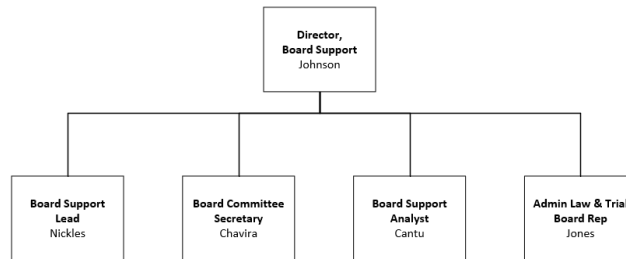 Director,
Board Support
Johnson
Board Support
Lead
Nickles
Board Committee
Secretary
Chavira
Board Support
Analyst
Cantu
Admin Law & Trial
Board Rep
Jones